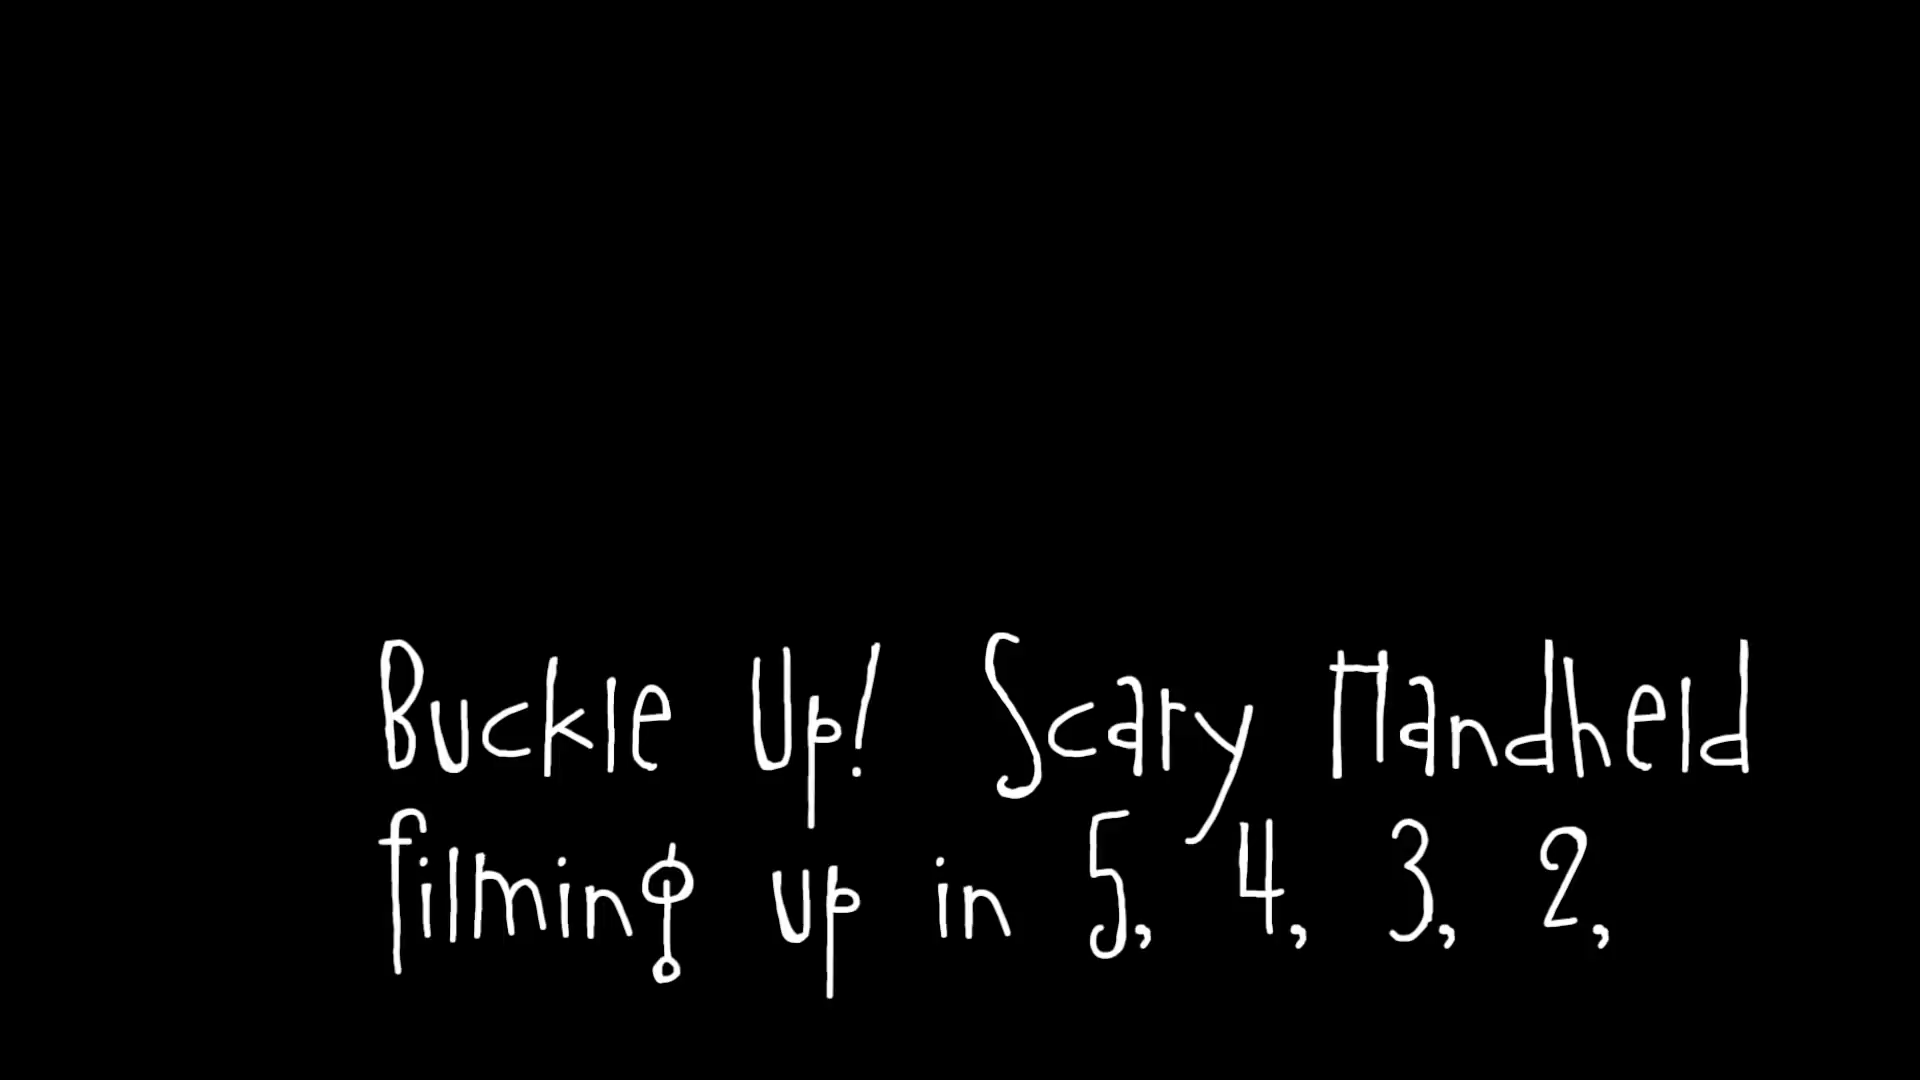 Buckle Up! Scary Handheld
filming up in 5, 4, 3, 2,